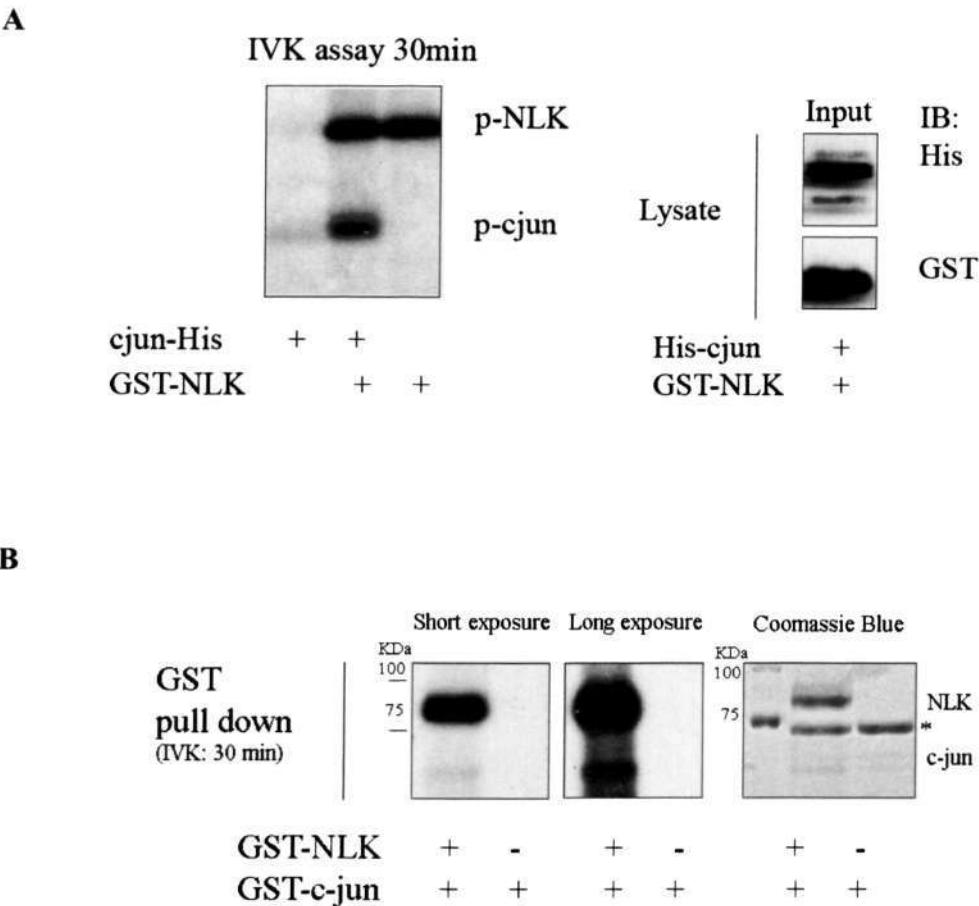 A
IVK assay 30min
p-NLK
p-cjun
cjun-His + +
GST-NLK + +
Input IB:
His
Lysate
GST
His-cjun +
GST-NLK +
B
Short exposure Long exposure Coomassie Blue
KDa KDa
100 100
75 75
GST
pull down
(IVK: 30 min)
NLK
*
c-jun
GST-NLK + - + - + -
GST-c-jun + + + + + +